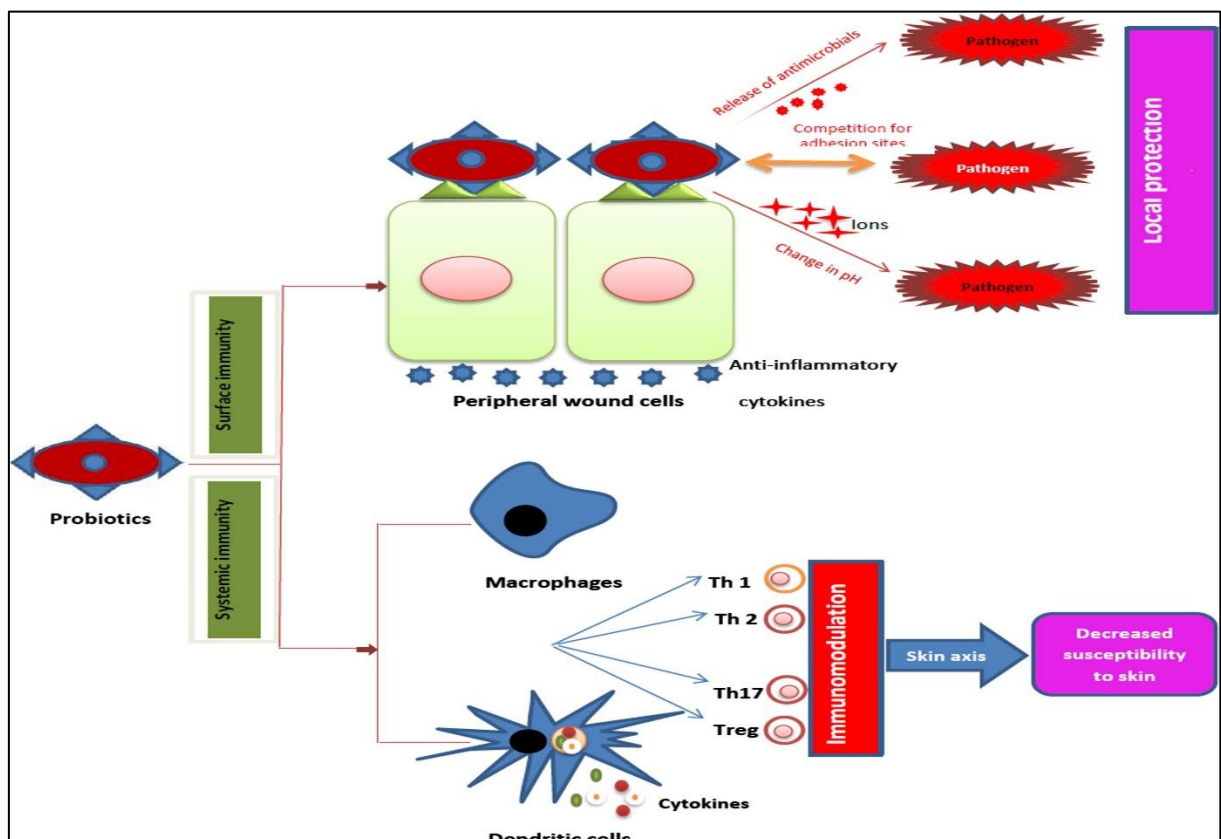 Release of antimicrobials
Pathogen
Competition for
adhesion sites
Pathogen
Ions
Change in pH
Pathogen
Local protection
Anti-inflammatory
cytokines
Peripheral wound cells
Surface immunity
Probiotics
Systemic immunity
Macrophages
Th 1
Th 2
Th17
Treg
Immunomodulation
Skin axis
Decreased
susceptibility
to skin
Cytokines
Dendritic cells